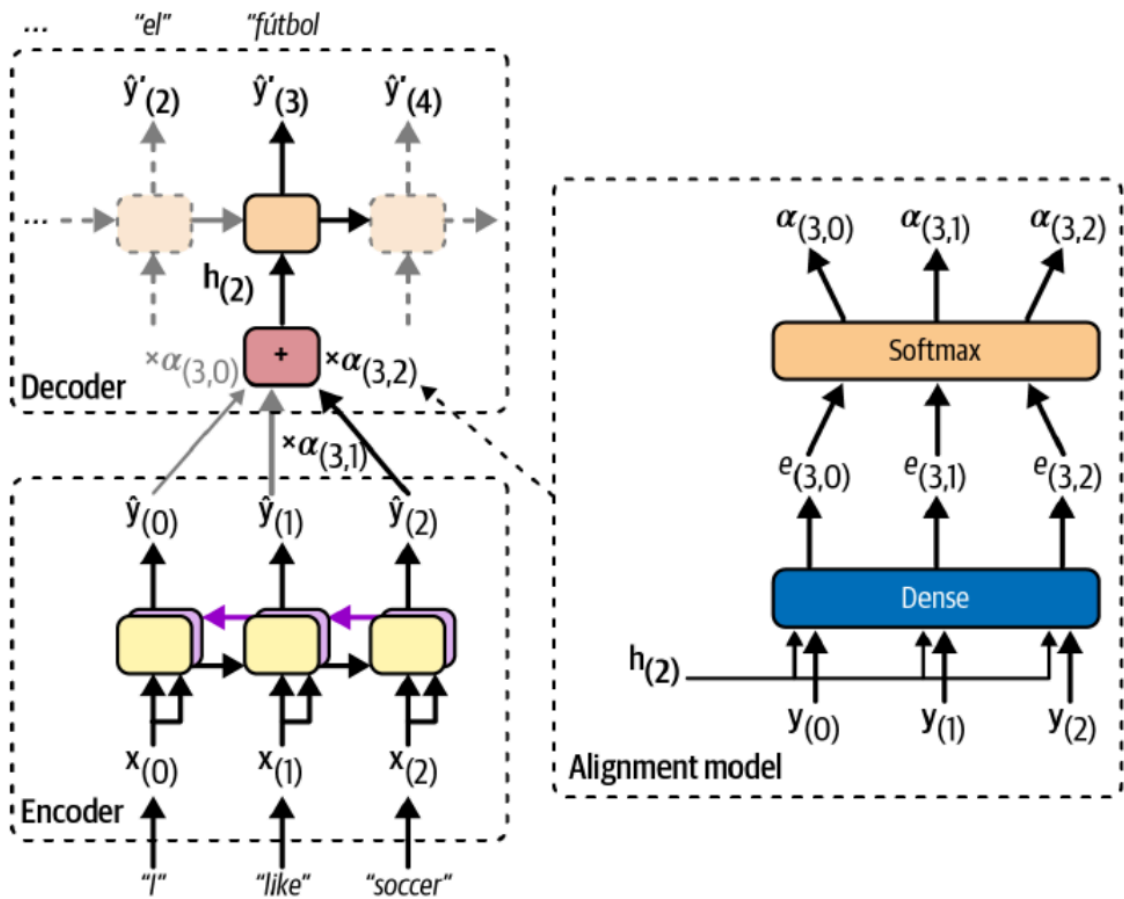 ... "el" "fútbol
ŷ'(2) ŷ'(3) ŷ'(4)
...
h(2)
×α(3,0) + ×α(3,2)
Decoder
×α(3,1)
ŷ(0) ŷ(1) ŷ(2)
x(0) x(1) x(2)
Encoder
"I" "like" "soccer"
α(3,0) α(3,1) α(3,2)
Softmax
e(3,0) e(3,1) e(3,2)
Dense
h(2)
y(0) y(1) y(2)
Alignment model